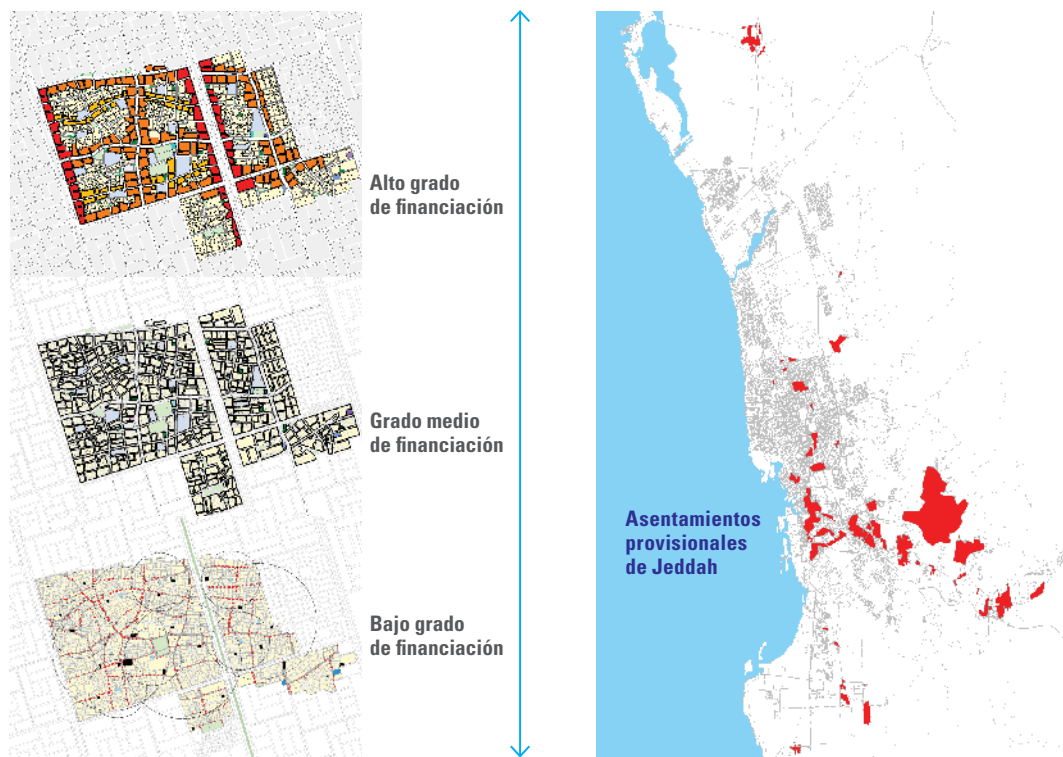 Alto grado
de financiación
Grado medio
de financiación
Bajo grado
de financiación
Asentamientos
provisionales
de Jeddah